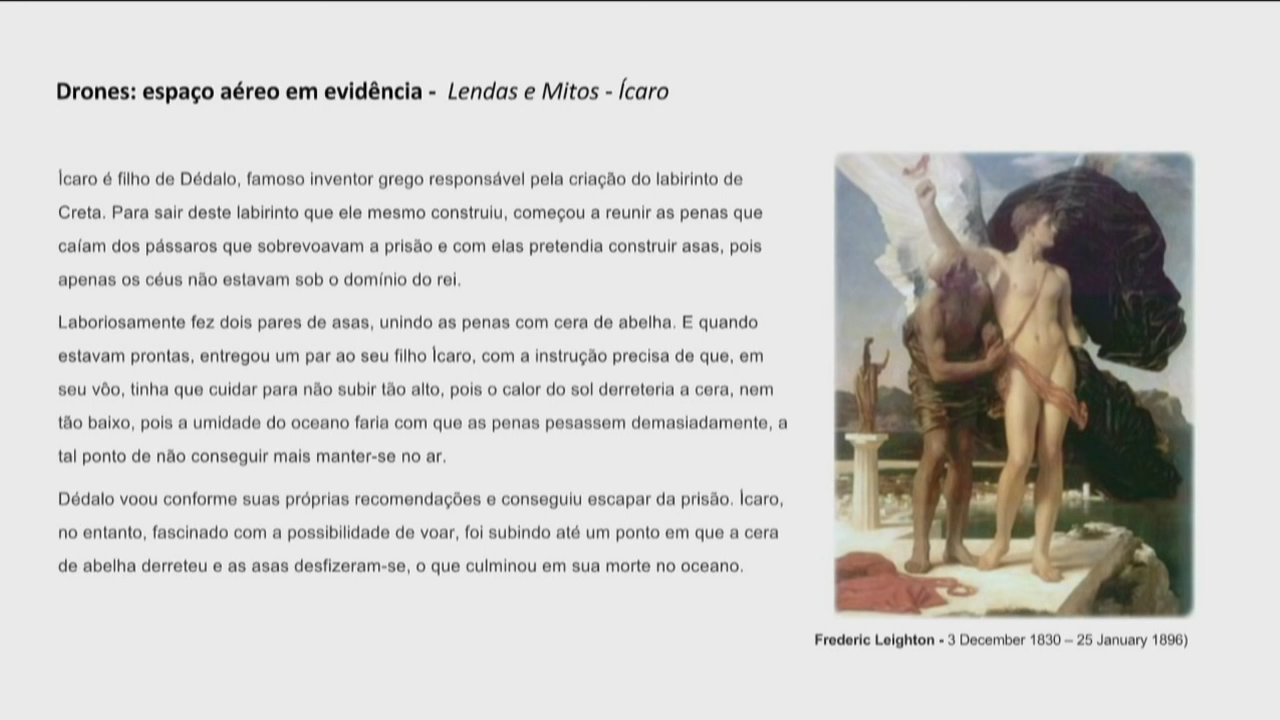 Drones: espaço aéreo em evidência - Lendas e Mitos - Ícaro
Ícaro é filho de Dédalo, famoso inventor grego responsável pela criação do labirinto de
Creta. Para sair deste labirinto que ele mesmo construiu, começou a reunir as penas que
caíam dos pássaros que sobrevoavam a prisão e com elas pretendia construir asas, pois
apenas os céus não estavam sob o domínio do rei.
Laboriosamente fez dois pares de asas, unindo as penas com cera de abelha. E quando
estavam prontas, entregou um par ao seu filho Ícaro, com a instrução precisa de que, em
seu vôo, tinha que cuidar para não subir tão alto, pois o calor do sol derreteria a cera, nem
tão baixo, pois a umidade do oceano faria com que as penas pesassem demasiadamente, a
tal ponto de não conseguir mais manter-se no ar.
Dédalo voou conforme suas próprias recomendações e conseguiu escapar da prisão. Ícaro,
no entanto, fascinado com a possibilidade de voar, foi subindo até um ponto em que a cera
de abelha derreteu e as asas desfizeram-se, o que culminou em sua morte no oceano.
Frederic Leighton - 3 December 1830 – 25 January 1896)